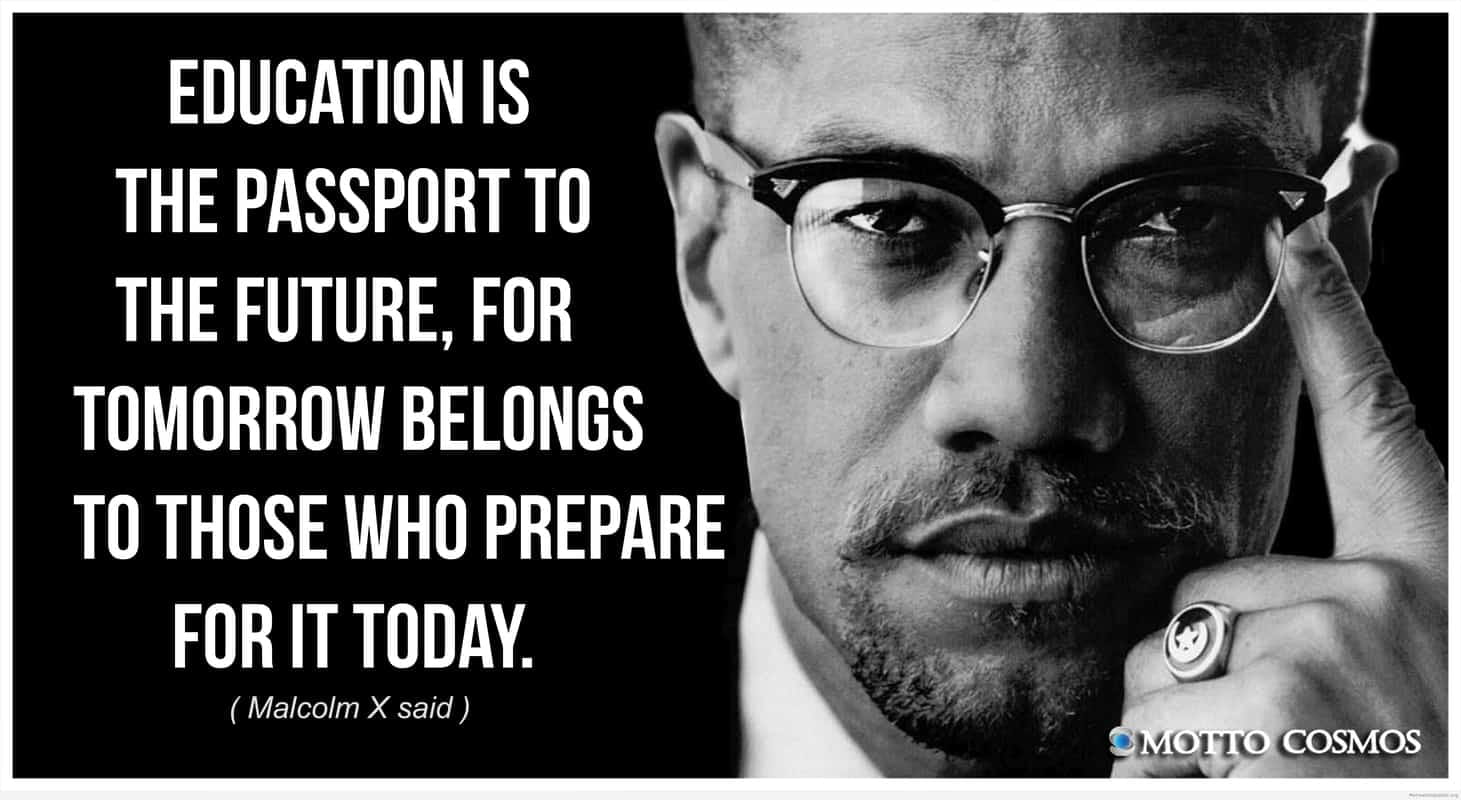 EDUCATION IS
THE PASSPORT TO
THE FUTURE, FOR
TOMORROW BELONGS
TO THOSE WHO PREPARE
FOR IT TODAY.
( Malcolm X said )
MOTTO COSMOS